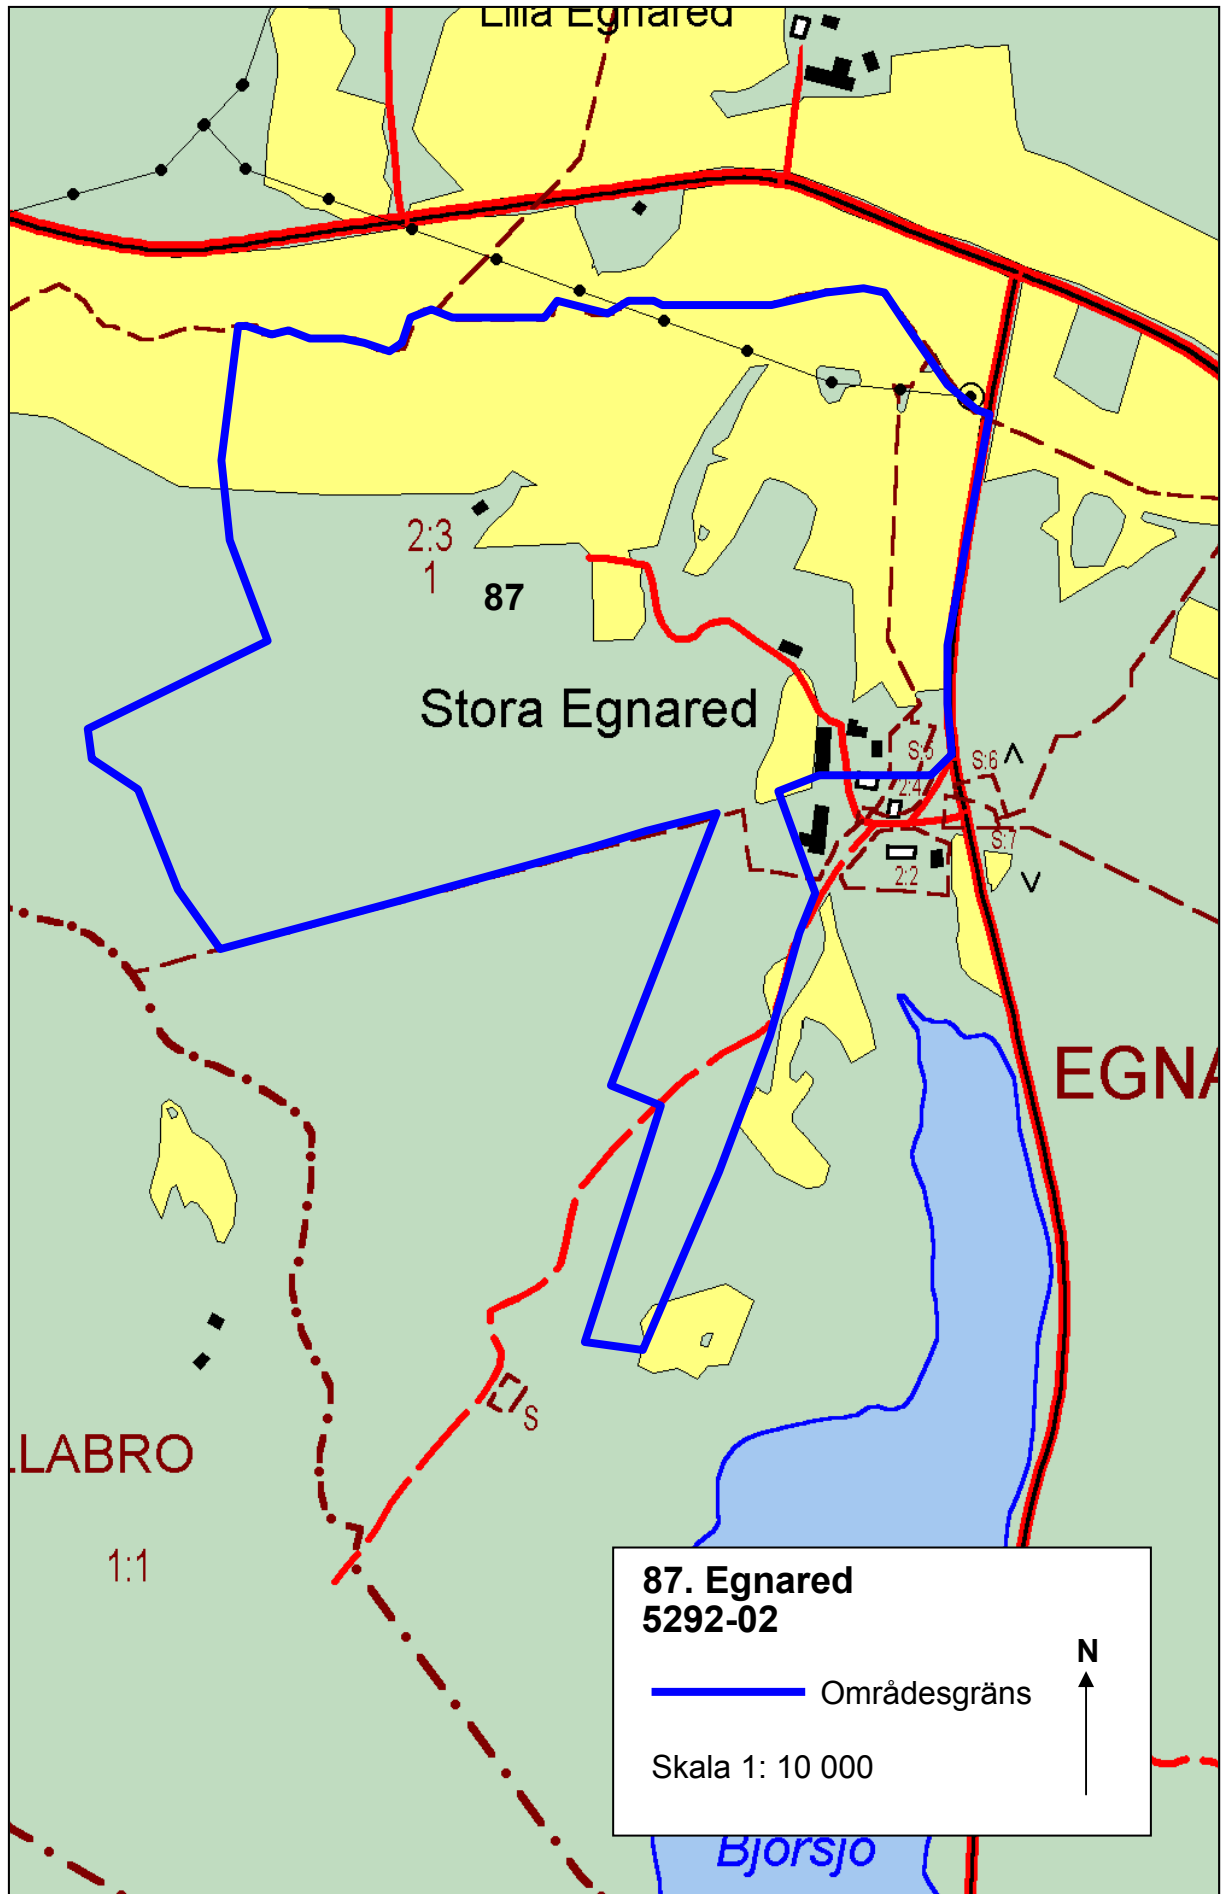 Lilla Egnared
2:3
1
87
Stora Egnared
S:5
S:6
2:4
S:7
2:2
EGNA
S
LLABRO
1:1
87. Egnared
5292-02
N
Områdesgräns
Skala 1: 10 000
Björsjö